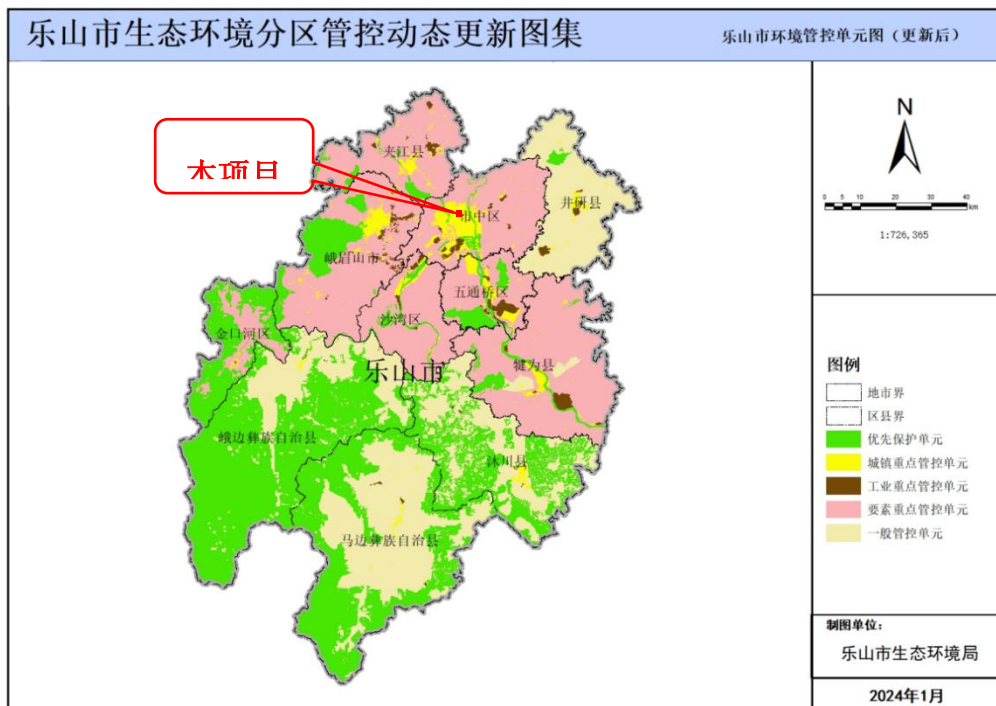 乐山市生态环境分区管控动态更新图集
乐山市环境管控单元图（更新后）
本项目
夹江县
井研县
市中区
峨眉山市
五通桥区
沙湾区
金口河区
乐山市
犍为县
峨边彝族自治县
沐川县
马边彝族自治县
N
0 5 10 20 30 40
km
1:726,365
图例
地市界
区县界
优先保护单元
城镇重点管控单元
工业重点管控单元
要素重点管控单元
一般管控单元
制图单位：
乐山市生态环境局
2024年1月